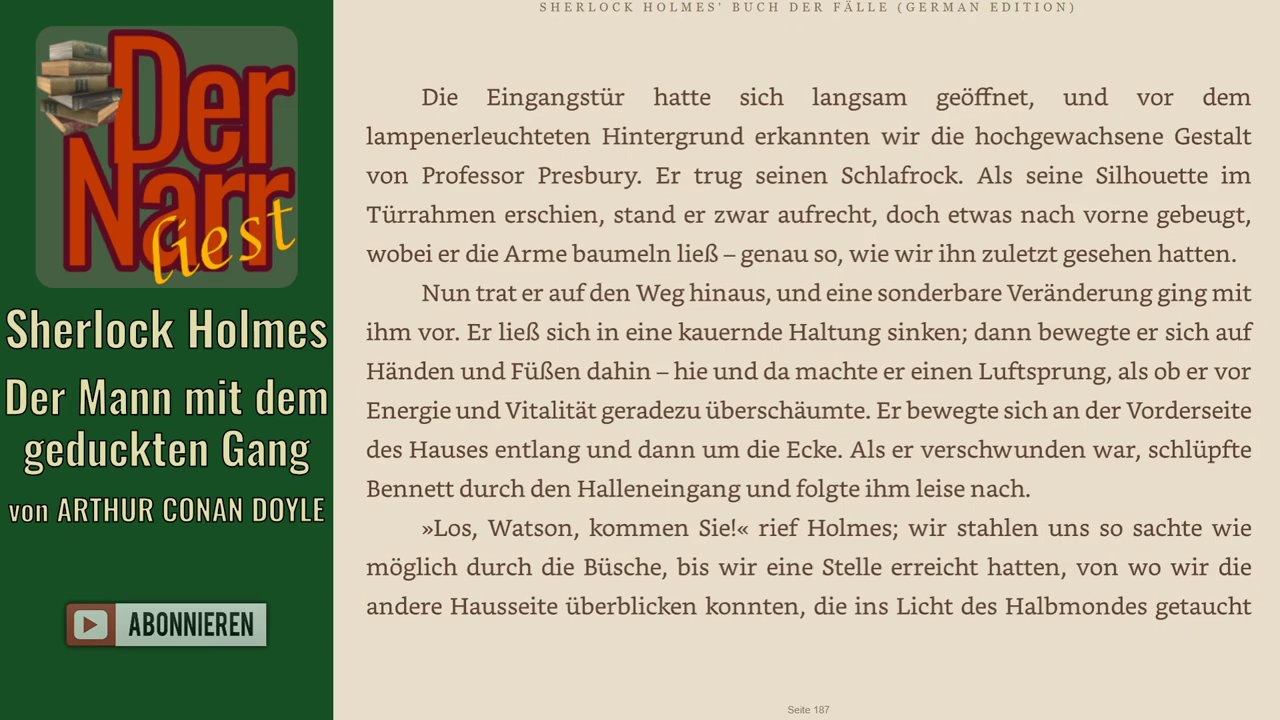 Der
Narr
liest
Sherlock Holmes
Der Mann mit dem
geduckten Gang
von ARTHUR CONAN DOYLE
ABONNIEREN
SHERLOCK HOLMES' BUCH DER FÄLLE (GERMAN EDITION)
Die Eingangstür hatte sich langsam geöffnet, und vor dem
lampenerleuchteten Hintergrund erkannten wir die hochgewachsene Gestalt
von Professor Presbury. Er trug seinen Schlafrock. Als seine Silhouette im
Türrahmen erschien, stand er zwar aufrecht, doch etwas nach vorne gebeugt,
wobei er die Arme baumeln ließ – genau so, wie wir ihn zuletzt gesehen hatten.
Nun trat er auf den Weg hinaus, und eine sonderbare Veränderung ging mit
ihm vor. Er ließ sich in eine kauernde Haltung sinken; dann bewegte er sich auf
Händen und Füßen dahin – hie und da machte er einen Luftsprung, als ob er vor
Energie und Vitalität geradezu überschäumte. Er bewegte sich an der Vorderseite
des Hauses entlang und dann um die Ecke. Als er verschwunden war, schlüpfte
Bennett durch den Halleneingang und folgte ihm leise nach.
»Los, Watson, kommen Sie!« rief Holmes; wir stahlen uns so sachte wie
möglich durch die Büsche, bis wir eine Stelle erreicht hatten, von wo wir die
andere Hausseite überblicken konnten, die ins Licht des Halbmondes getaucht
Seite 187